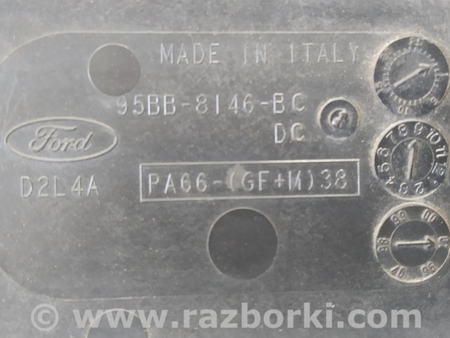 MADE IN ITALY
95BB-8146-BC
DC
Ford
D2L4A
PA66-(GF+M)38
© www.razborki.com